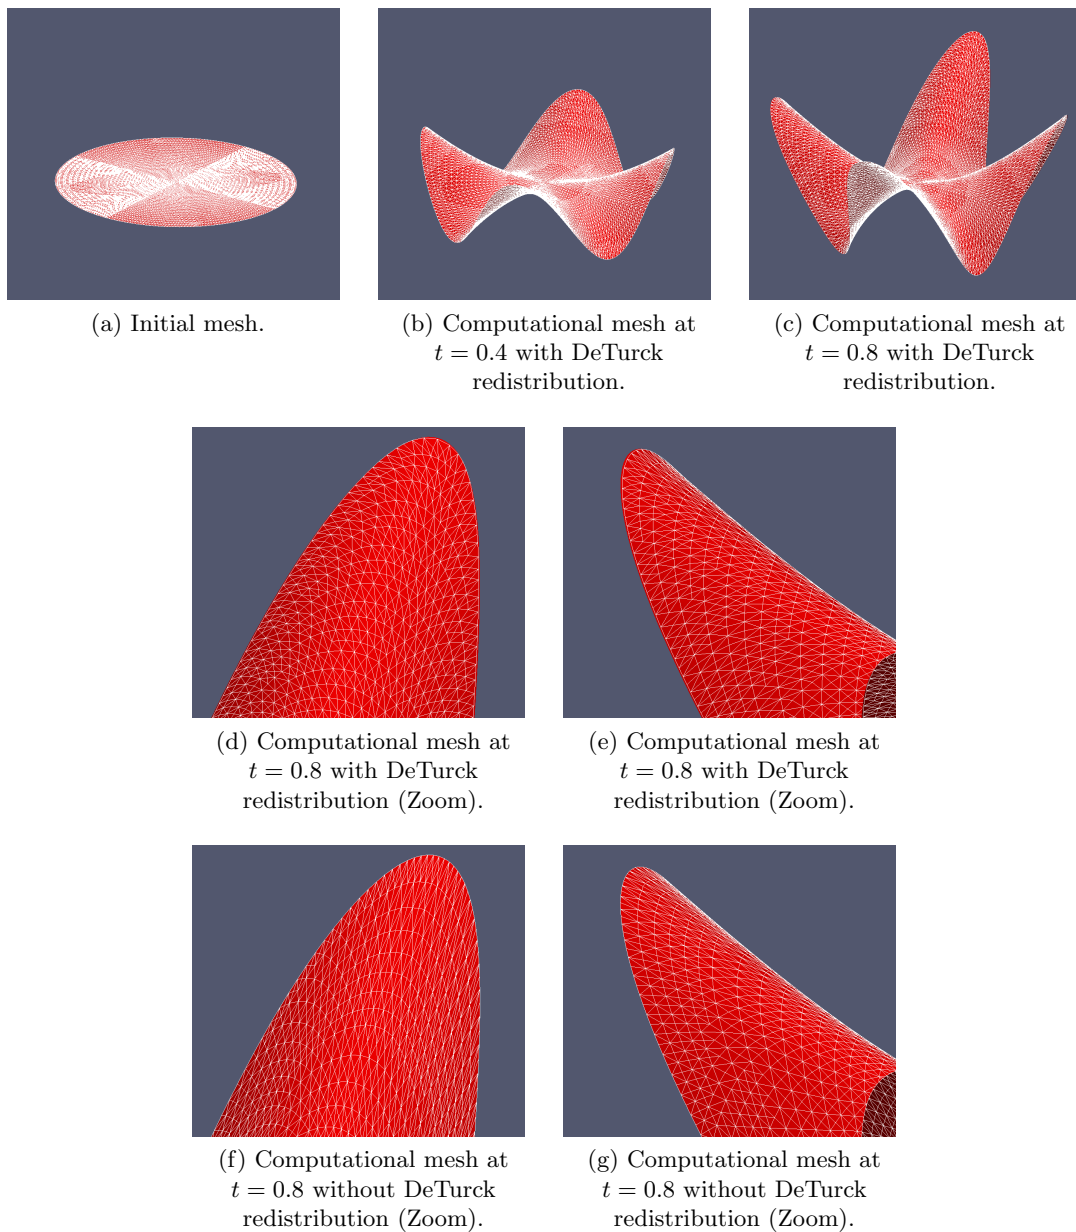 (a) Initial mesh.
(b) Computational mesh at
t = 0.4 with DeTurck
redistribution.
(c) Computational mesh at
t = 0.8 with DeTurck
redistribution.
(d) Computational mesh at
t = 0.8 with DeTurck
redistribution (Zoom).
(e) Computational mesh at
t = 0.8 with DeTurck
redistribution (Zoom).
(f) Computational mesh at
t = 0.8 without DeTurck
redistribution (Zoom).
(g) Computational mesh at
t = 0.8 without DeTurck
redistribution (Zoom).